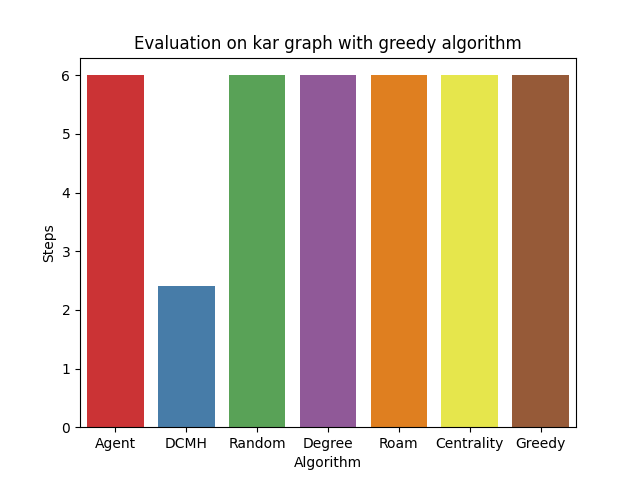 Evaluation on kar graph with greedy algorithm
6
5
4
3
2
1
0
Steps
Agent DCMH Random Degree Roam Centrality Greedy
Algorithm